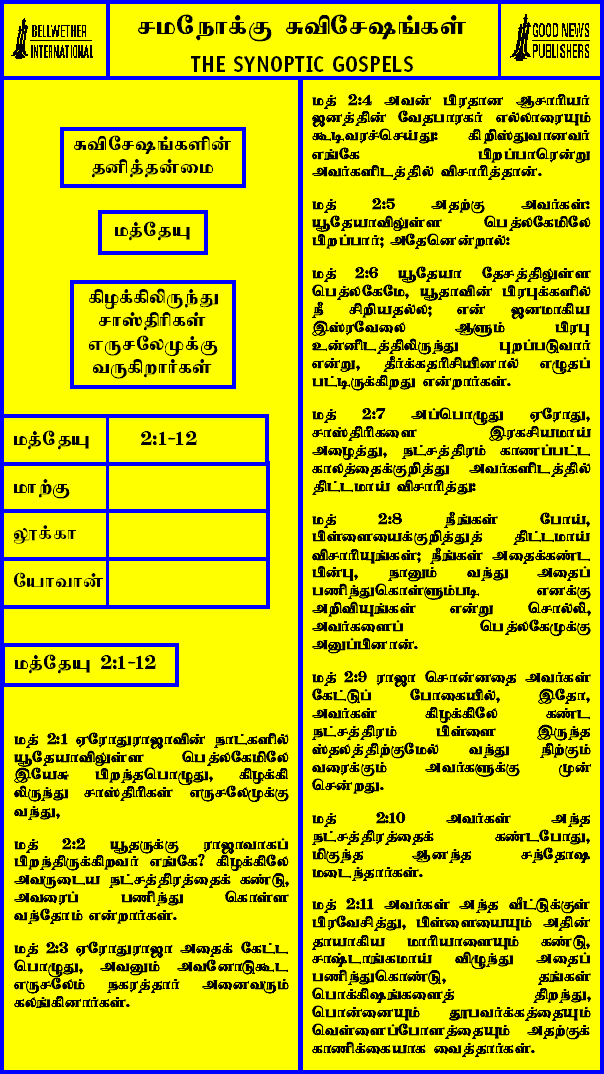 BELLWETHER
INTERNATIONAL
சமநோக்கு சுவிசேஷங்கள்
THE SYNOPTIC GOSPELS
GOOD NEWS
PUBLISHERS
சுவிசேஷங்களின்
தனித்தன்மை
மத்தேயு
கிழக்கிலிருந்து
சாஸ்திரிகள்
எருசலேமுக்கு
வருகிறார்கள்
மத்தேயு 2:1-12
மாற்கு
லூக்கா
யோவான்
மத்தேயு 2:1-12
மத் 2:1 ஏரோதுராஜாவின் நாட்களில்
யூதேயாவிலுள்ள பெத்லகேமிலே
இயேசு பிறந்தபொழுது, கிழக்கி
லிருந்து சாஸ்திரிகள் எருசலேமுக்கு
வந்து,
மத் 2:2 யூதருக்கு ராஜாவாகப்
பிறந்திருக்கிறவர் எங்கே? கிழக்கிலே
அவருடைய நட்சத்திரத்தைக் கண்டு,
அவரைப் பணிந்து கொள்ள
வந்தோம் என்றார்கள்.
மத் 2:3 ஏரோதுராஜா அதைக் கேட்ட
பொழுது, அவனும் அவனோடுகூட
எருசலேம் நகரத்தார் அனைவரும்
கலங்கினார்கள்.
மத் 2:4 அவன் பிரதான ஆசாரியர்
ஜனத்தின் வேதபாரகர் எல்லாரையும்
கூடிவரச்செய்து: கிறிஸ்துவானவர்
எங்கே பிறப்பாரென்று
அவர்களிடத்தில் விசாரித்தான்.
மத் 2:5 அதற்கு அவர்கள்:
யூதேயாவிலுள்ள பெத்லகேமிலே
பிறப்பார்; அதேனென்றால்:
மத் 2:6 யூதேயா தேசத்திலுள்ள
பெத்லகேமே, யூதாவின் பிரபுக்களில்
நீ சிறியதல்ல; என் ஜனமாகிய
இஸ்ரவேலை ஆளும் பிரபு
உன்னிடத்திலிருந்து புறப்படுவார்
என்று, தீர்க்கதரிசியினால் எழுதப்
பட்டிருக்கிறது என்றார்கள்.
மத் 2:7 அப்பொழுது ஏரோது,
சாஸ்திரிகளை இரகசியமாய்
அழைத்து, நட்சத்திரம் காணப்பட்ட
காலத்தைக்குறித்து அவர்களிடத்தில்
திட்டமாய் விசாரித்து:
மத் 2:8 நீங்கள் போய்,
பிள்ளையைக்குறித்துத் திட்டமாய்
விசாரியுங்கள்; நீங்கள் அதைக்கண்ட
பின்பு, நானும் வந்து அதைப்
பணிந்துகொள்ளும்படி எனக்கு
அறிவியுங்கள் என்று சொல்லி,
அவர்களைப் பெத்லகேமுக்கு
அனுப்பினான்.
மத் 2:9 ராஜா சொன்னதை அவர்கள்
கேட்டுப் போகையில், இதோ,
அவர்கள் கிழக்கிலே கண்ட
நட்சத்திரம் பிள்ளை இருந்த
ஸ்தலத்திற்குமேல் வந்து நிற்கும்
வரைக்கும் அவர்களுக்கு முன்
சென்றது.
மத் 2:10 அவர்கள் அந்த
நட்சத்திரத்தைக் கண்டபோது,
மிகுந்த ஆனந்த சந்தோஷ
மடைந்தார்கள்.
மத் 2:11 அவர்கள் அந்த வீட்டுக்குள்
பிரவேசித்து, பிள்ளையையும் அதின்
தாயாகிய மாரியாளையும் கண்டு,
சாஷ்டாங்கமாய் விழுந்து அதைப்
பணிந்துகொண்டு, தங்கள்
பொக்கிஷங்களைத் திறந்து,
பொன்னையும் தூபவர்க்கத்தையும்
வெள்ளைப்போளத்தையும் அதற்குக்
காணிக்கையாக வைத்தார்கள்.